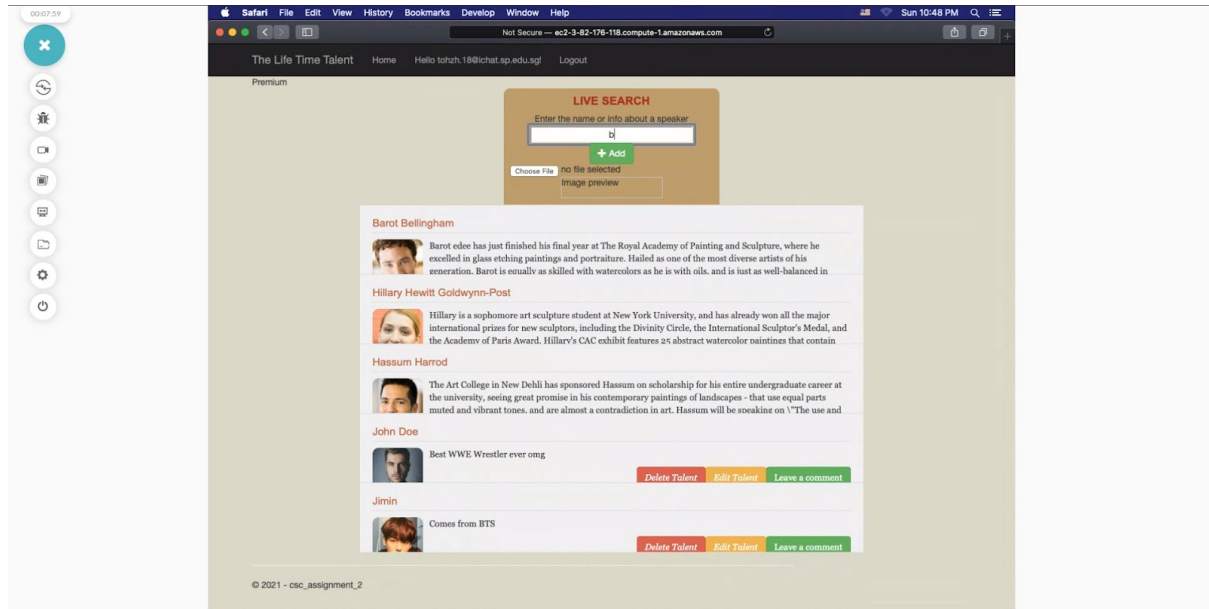 00:07:59
Safari File Edit View History Bookmarks Develop Window Help Sun 10:48 PM
Not Secure — ec2-3-82-176-118.compute-1.amazonaws.com
The Life Time Talent Home Hello tohzh.18@ichat.sp.edu.sg! Logout
Premium
LIVE SEARCH
Enter the name or info about a speaker
b
+ Add
Choose File no file selected
Image preview
Barot Bellingham
Barot edee has just finished his final year at The Royal Academy of Painting and Sculpture, where he
excelled in glass etching paintings and portraiture. Hailed as one of the most diverse artists of his
generation. Barot is equally as skilled with watercolors as he is with oils, and is just as well-balanced in
Hillary Hewitt Goldwynn-Post
Hillary is a sophomore art sculpture student at New York University, and has already won all the major
international prizes for new sculptors, including the Divinity Circle, the International Sculptor's Medal, and
the Academy of Paris Award. Hillary's CAC exhibit features 25 abstract watercolor paintings that contain
Hassum Harrod
The Art College in New Dehli has sponsored Hassum on scholarship for his entire undergraduate career at
the university, seeing great promise in his contemporary paintings of landscapes - that use equal parts
muted and vibrant tones, and are almost a contradiction in art. Hassum will be speaking on \"The use and
John Doe
Best WWE Wrestler ever omg
Delete Talent Edit Talent Leave a comment
Jimin
Comes from BTS
Delete Talent Edit Talent Leave a comment
© 2021 - csc_assignment_2